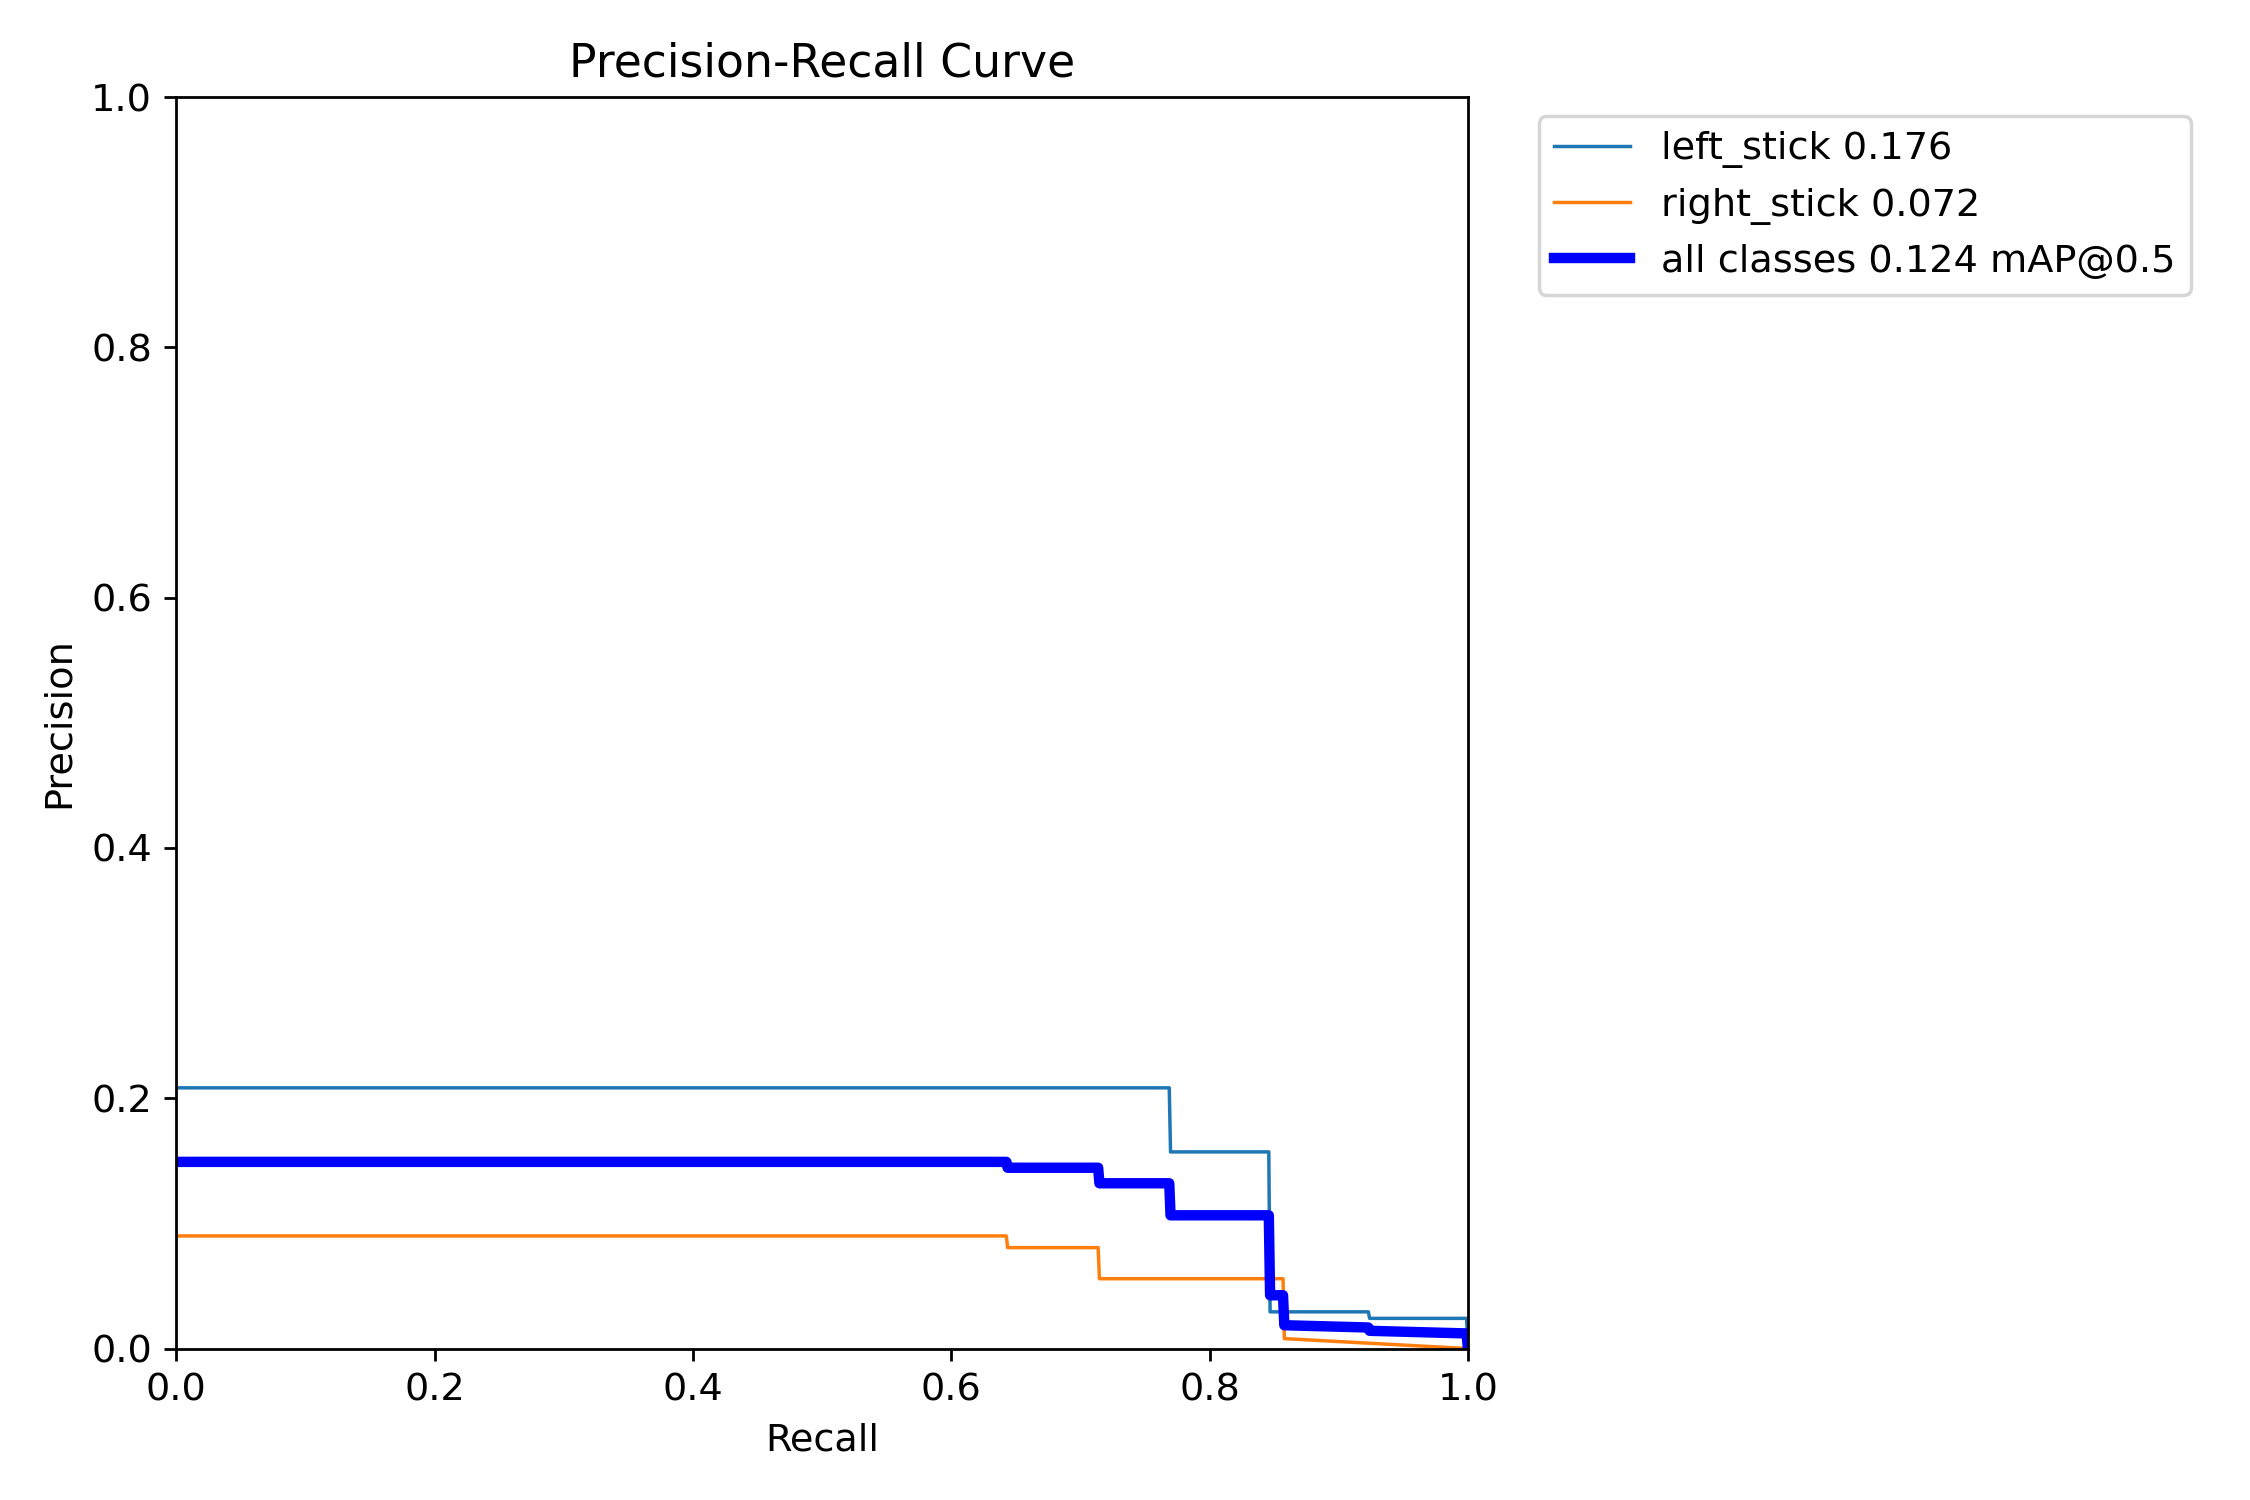 Precision-Recall Curve
1.0
0.8
0.6
0.4
0.2
0.0
Precision
0.0 0.2 0.4 0.6 0.8 1.0
Recall
left_stick 0.176
right_stick 0.072
all classes 0.124 mAP@0.5